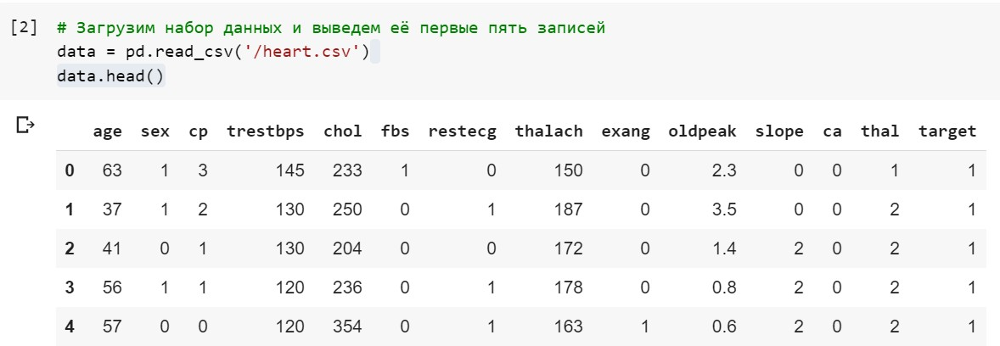 [2] # Загрузим набор данных и выведем её первые пять записей
data = pd.read_csv('/heart.csv')
data.head()
age sex cp trestbps chol fbs restecg thalach exang oldpeak slope ca thal target
0 63 1 3 145 233 1 0 150 0 2.3 0 0 1 1
1 37 1 2 130 250 0 1 187 0 3.5 0 0 2 1
2 41 0 1 130 204 0 0 172 0 1.4 2 0 2 1
3 56 1 1 120 236 0 1 178 0 0.8 2 0 2 1
4 57 0 0 120 354 0 1 163 1 0.6 2 0 2 1